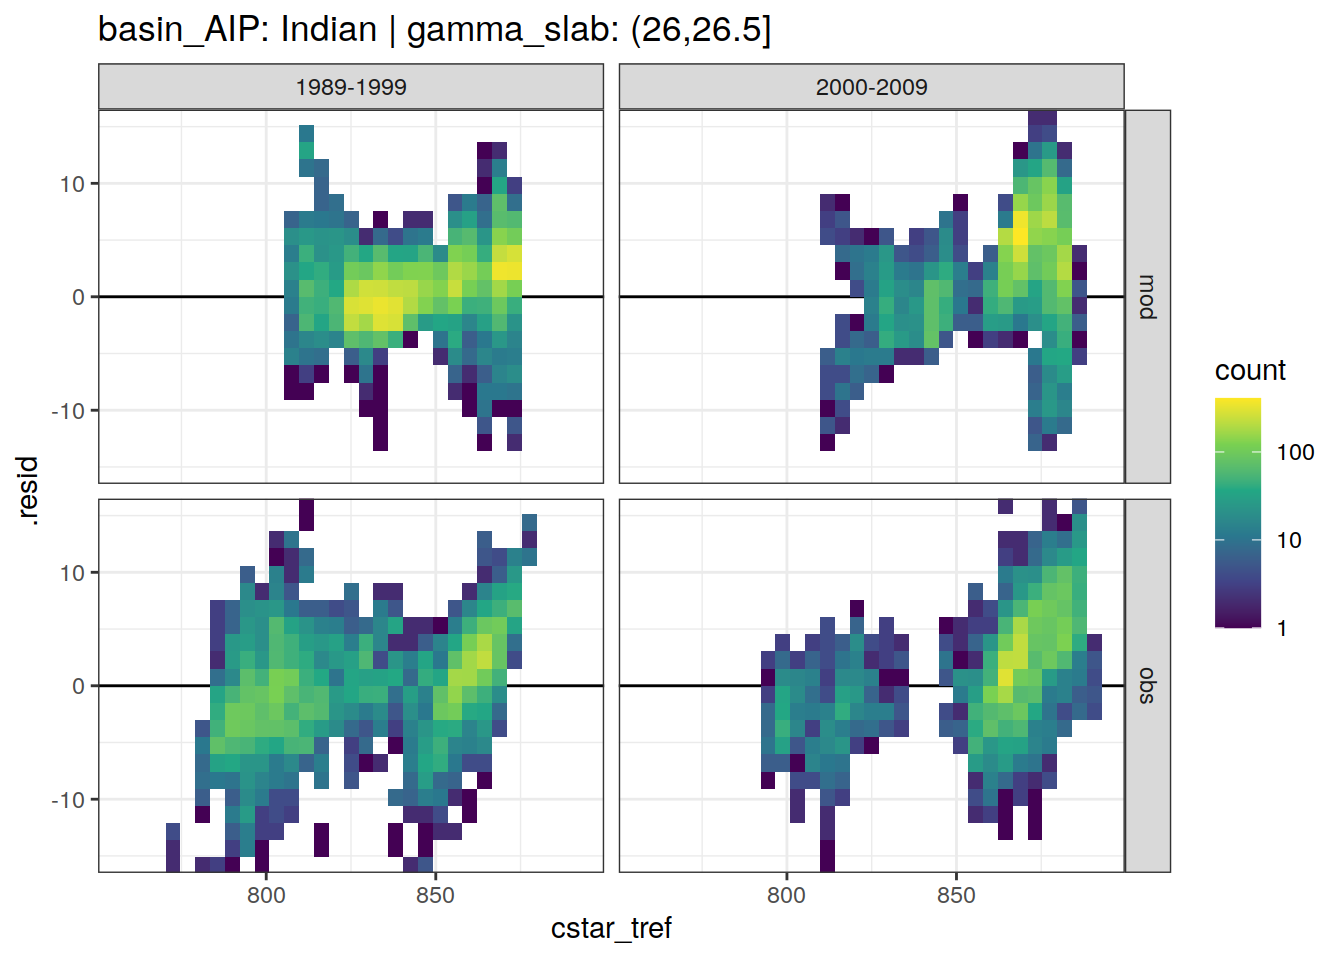 basin_AIP: Indian | gamma_slab: (26,26.5]
1989-1999
2000-2009
10
0
-10
mod
10
0
-10
obs
.resid
800
850
800
850
cstar_tref
count
100
10
1